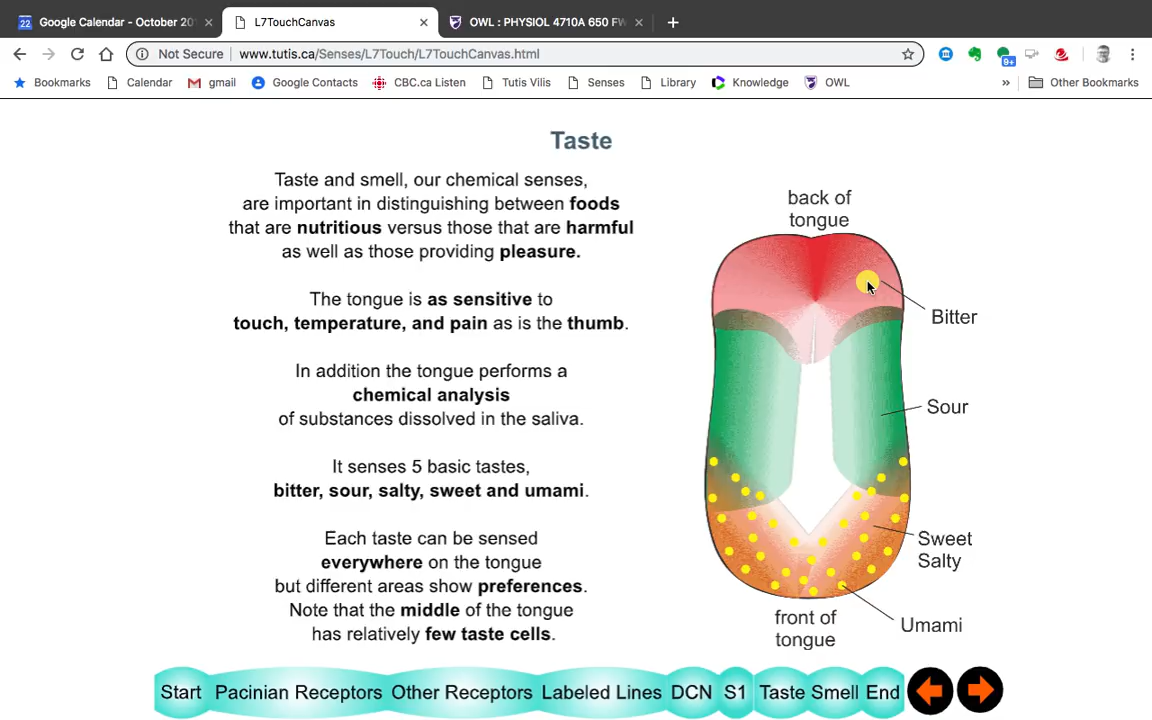 22 Google Calendar - October 20
L7TouchCanvas
OWL : PHYSIOL 4710A 650 FW
Not Secure
www.tutis.ca/Senses/L7Touch/L7TouchCanvas.html
9+
Bookmarks
Calendar
gmail
Google Contacts
CBC.ca Listen
Tutis Vilis
Senses
Library
Knowledge
OWL
»
Other Bookmarks
Taste
Taste and smell, our chemical senses,
are important in distinguishing between foods
that are nutritious versus those that are harmful
as well as those providing pleasure.
The tongue is as sensitive to
touch, temperature, and pain as is the thumb.
In addition the tongue performs a
chemical analysis
of substances dissolved in the saliva.
It senses 5 basic tastes,
bitter, sour, salty, sweet and umami.
Each taste can be sensed
everywhere on the tongue
but different areas show preferences.
Note that the middle of the tongue
has relatively few taste cells.
back of
tongue
Bitter
Sour
Sweet
Salty
Umami
front of
tongue
Start
Pacinian Receptors
Other Receptors
Labeled Lines
DCN
S1
Taste
Smell
End